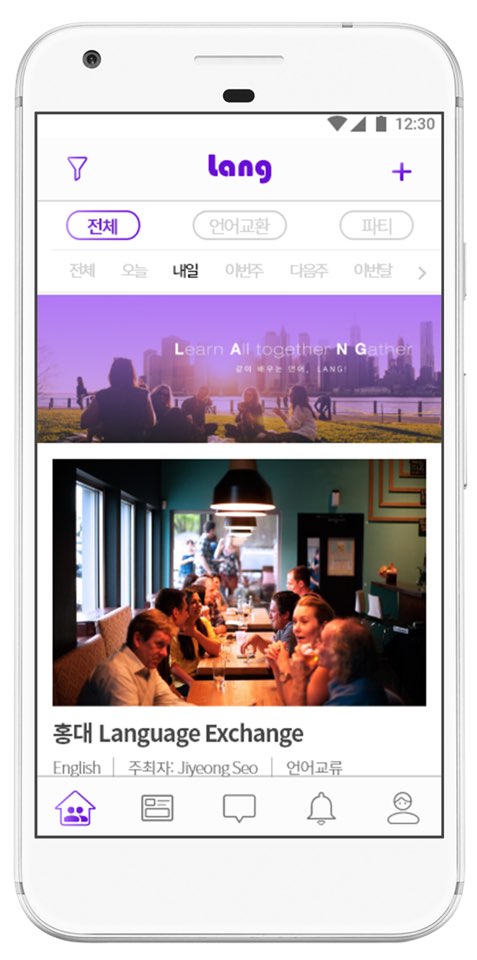 12:30
Lang
전체 언어교환 파티
전체 오늘 내일 이번주 다음주 이번달
Learn All together N Gather
같이 배우는 언어, LANG!
홍대 Language Exchange
English | 주최자: Jiyeong Seo | 언어교류